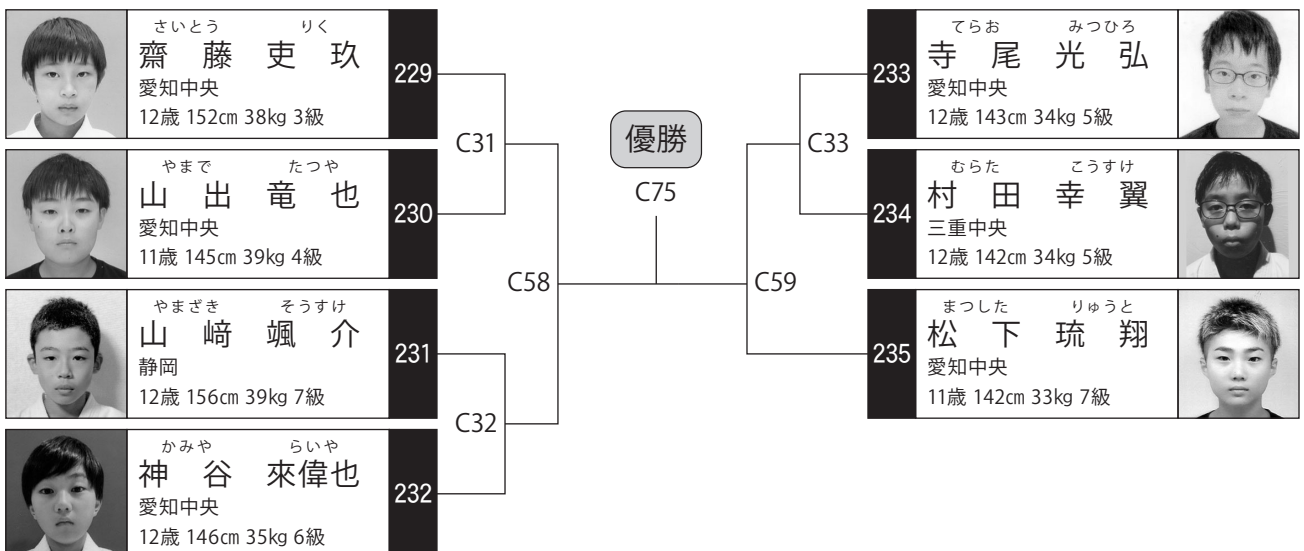 さいとう りく
齋藤 吏玖
愛知中央
12歳 152cm 38kg 3級
229
やまで たつや
山出 竜也
愛知中央
11歳 145cm 39kg 4級
230
やまざき そうすけ
山﨑 颯介
静岡
12歳 156cm 39kg 7級
231
かみや らいや
神谷 來偉也
愛知中央
12歳 146cm 35kg 6級
232
C31
C32
C58
優勝
C75
C59
C33
233
てらお みつひろ
寺尾 光弘
愛知中央
12歳 143cm 34kg 5級
234
むらた こうすけ
村田 幸翼
三重中央
12歳 142cm 34kg 5級
235
まつした りゅうと
松下 琉翔
愛知中央
11歳 142cm 33kg 7級